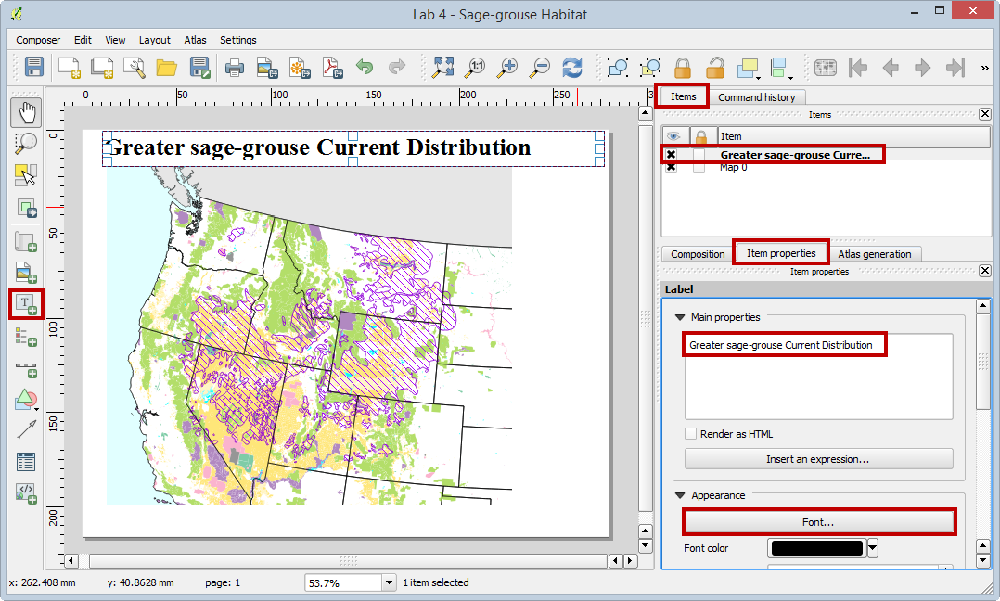 Lab 4 - Sage-grouse Habitat
Composer Edit View Layout Atlas Settings
1:1
»
0 50 100 150 200 250 3
0
50
100
150
200
Greater sage-grouse Current Distribution
T
Items Command history
Items
Item
Greater sage-grouse Curre...
Map 0
Composition Item properties Atlas generation
Item properties
Label
Main properties
Greater sage-grouse Current Distribution
Render as HTML
Insert an expression...
Appearance
Font...
Font color
x: 262.408 mm y: 40.8628 mm page: 1 53.7% 1 item selected